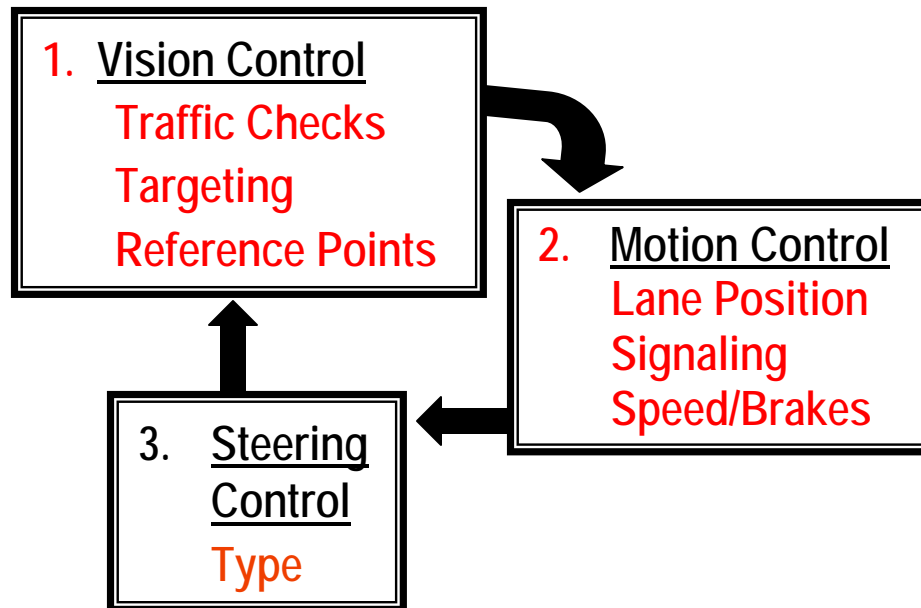 1. Vision Control
Traffic Checks
Targeting
Reference Points
2. Motion Control
Lane Position
Signaling
Speed/Brakes
3. Steering
Control
Type